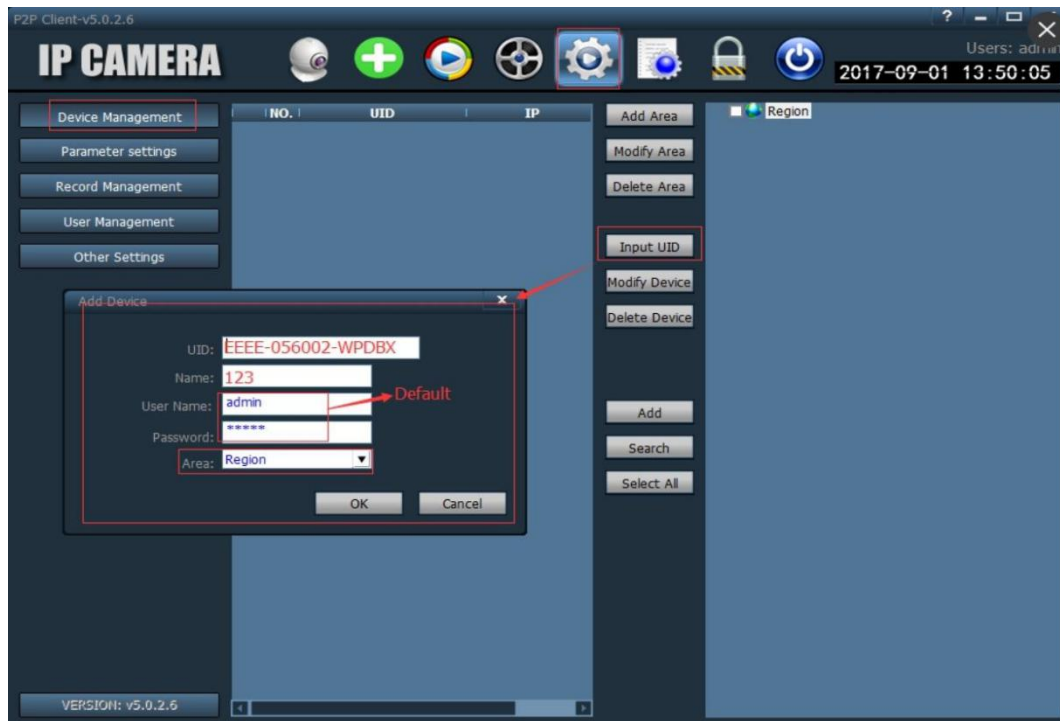 P2P Client-v5.0.2.6
IP CAMERA
Users: admin
2017-09-01 13:50:05
Device Management
Parameter settings
Record Management
User Management
Other Settings
NO. UID IP
Add Area
Modify Area
Delete Area
Input UID
Modify Device
Delete Device
Add
Search
Select All
Region
Add Device
UID: EEEE-056002-WPDBX
Name: 123
User Name: admin
Default
Password: *****
Area: Region
OK Cancel
VERSION: v5.0.2.6